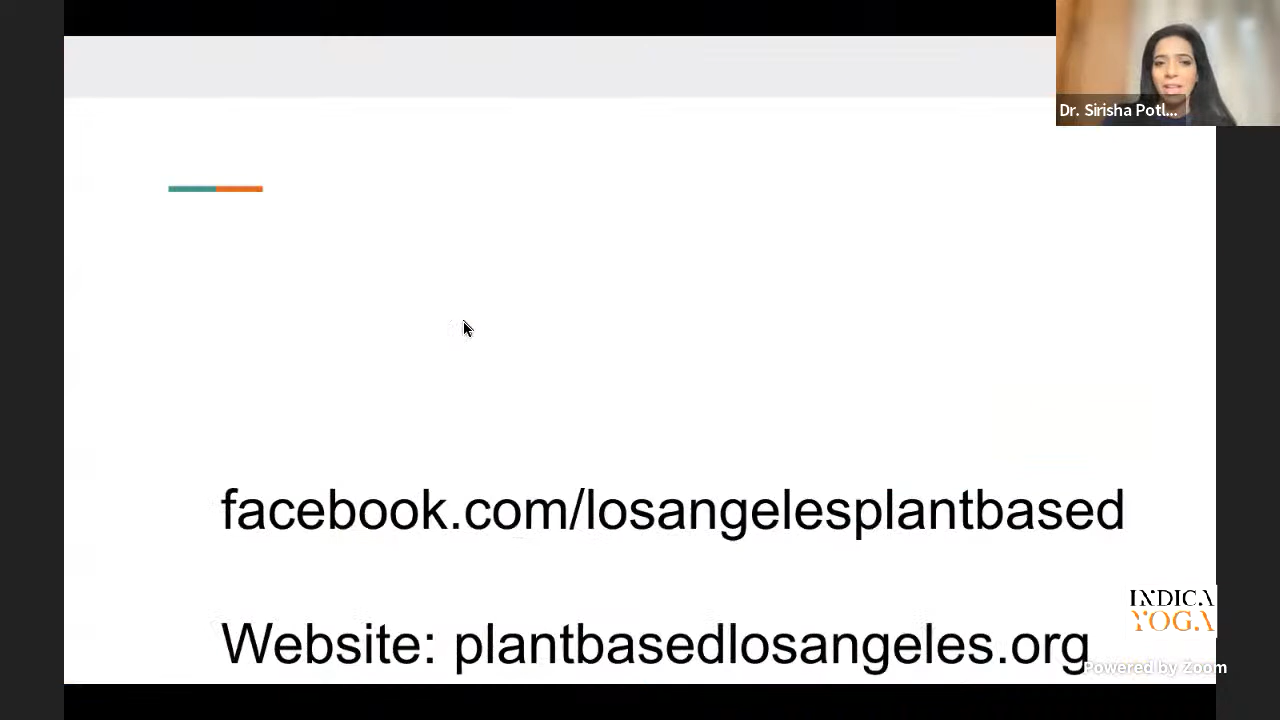 Dr. Sirisha Potl...
facebook.com/losangelesplantbased
INDICA
YOGA
Website: plantbasedlosangeles.org
Powered by Zoom